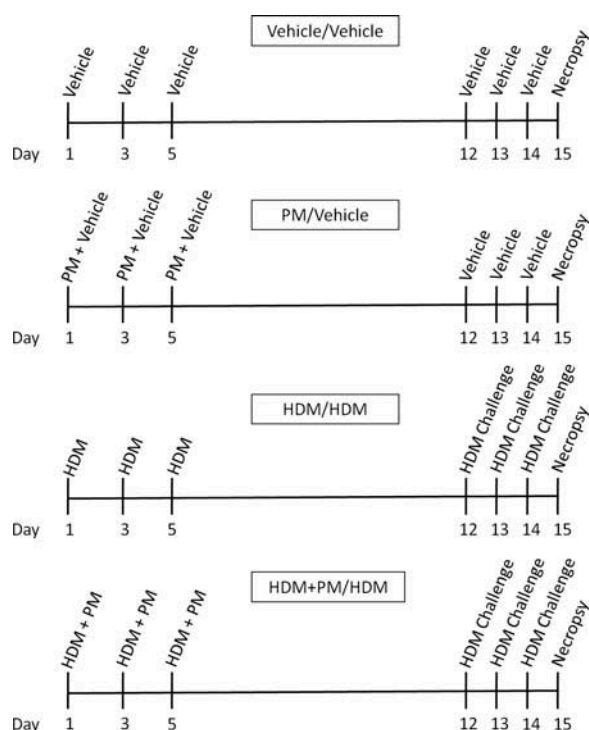 Vehicle/Vehicle
Vehicle Vehicle Vehicle Vehicle Vehicle Vehicle Necropsy
Day 1 3 5 12 13 14 15
PM/Vehicle
PM + Vehicle PM + Vehicle PM + Vehicle Vehicle Vehicle Vehicle Necropsy
Day 1 3 5 12 13 14 15
HDM/HDM
HDM HDM HDM HDM Challenge HDM Challenge HDM Challenge Necropsy
Day 1 3 5 12 13 14 15
HDM+PM/HDM
HDM + PM HDM + PM HDM + PM HDM Challenge HDM Challenge HDM Challenge Necropsy
Day 1 3 5 12 13 14 15